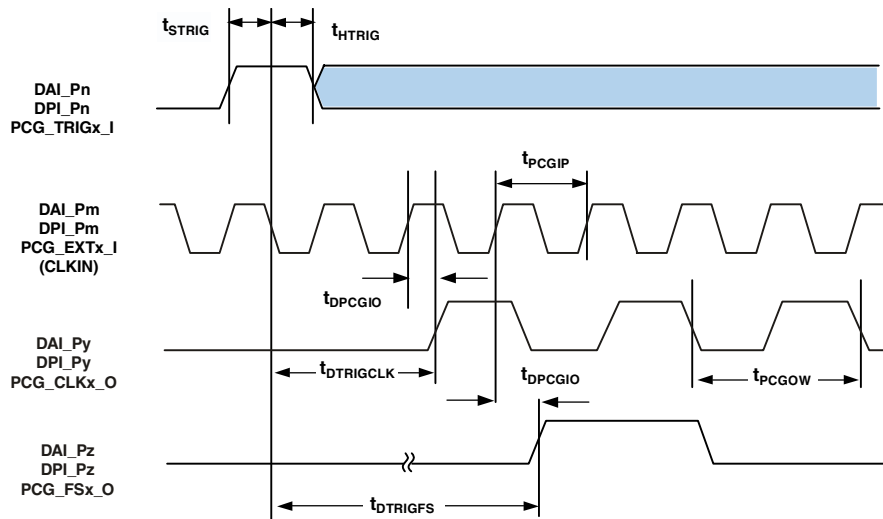 tSTRIG
tHTRIG
DAI_Pn
DPI_Pn
PCG_TRIGx_I
tPCGIP
DAI_Pm
DPI_Pm
PCG_EXTx_I
(CLKIN)
tDPCGIO
DAI_Py
DPI_Py
PCG_CLKx_O
tDTRIGCLK
tDPCGIO
tPCGOW
DAI_Pz
DPI_Pz
PCG_FSx_O
tDTRIGFS